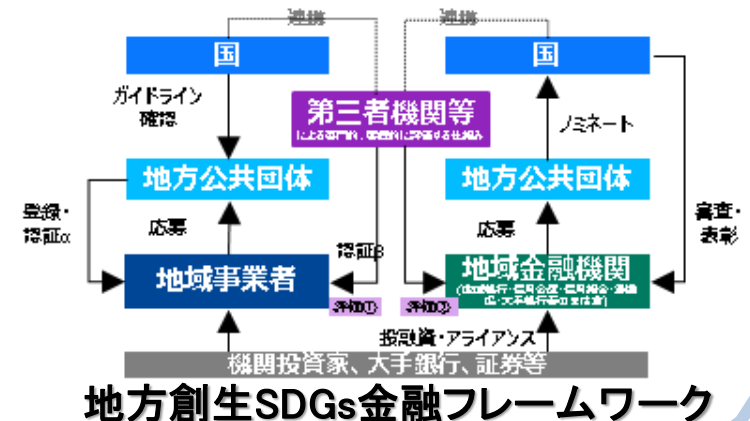 連携
連携
国
国
ガイドライン
確認
第三者機関等
ノミネート
地方公共団体
地方公共団体
登録・
認証α
応募
応募
審査・
表彰
認証β
地域事業者
地域金融機関
評価①
評価②
投融資・アライアンス
機関投資家、大手銀行、証券等
地方創生SDGs金融フレームワーク